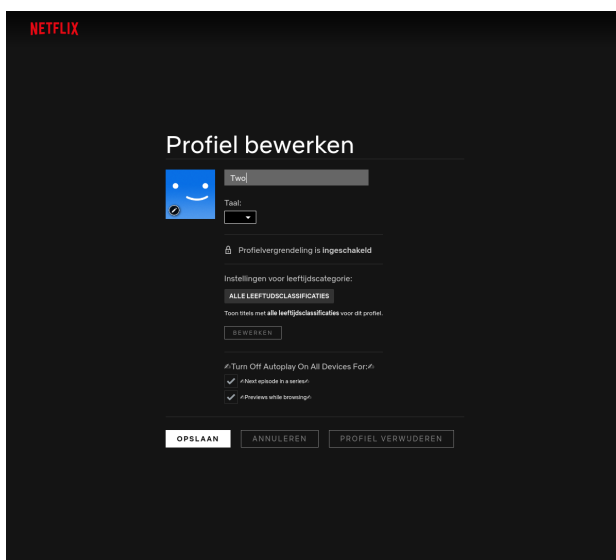 NETFLIX
Profiel bewerken
Two
Taal:
Profielvergrendeling is ingeschakeld
Instellingen voor leeftijdscategorie:
ALLE LEEFTIJDSCLASSIFICATIES
Toon titels met alle leeftijdsclassificaties voor dit profiel.
BEWERKEN
✍Turn Off Autoplay On All Devices For:✍
✍Next episode in a series✍
✍Previews while browsing✍
OPSLAAN ANNULEREN PROFIEL VERWIJDEREN